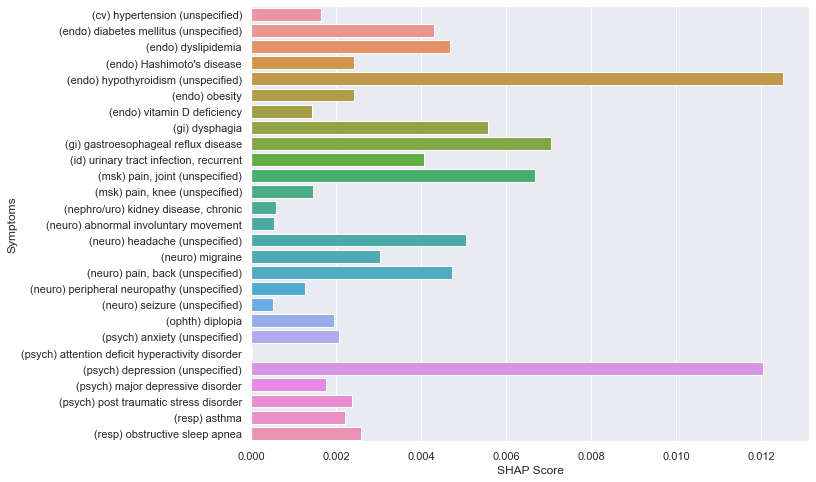 (cv) hypertension (unspecified)
(endo) diabetes mellitus (unspecified)
(endo) dyslipidemia
(endo) Hashimoto's disease
(endo) hypothyroidism (unspecified)
(endo) obesity
(endo) vitamin D deficiency
(gi) dysphagia
(gi) gastroesophageal reflux disease
(id) urinary tract infection, recurrent
(msk) pain, joint (unspecified)
(msk) pain, knee (unspecified)
(nephro/uro) kidney disease, chronic
(neuro) abnormal involuntary movement
(neuro) headache (unspecified)
(neuro) migraine
(neuro) pain, back (unspecified)
(neuro) peripheral neuropathy (unspecified)
(neuro) seizure (unspecified)
(ophth) diplopia
(psych) anxiety (unspecified)
(psych) attention deficit hyperactivity disorder
(psych) depression (unspecified)
(psych) major depressive disorder
(psych) post traumatic stress disorder
(resp) asthma
(resp) obstructive sleep apnea
Symptoms
0.000 0.002 0.004 0.006 0.008 0.010 0.012
SHAP Score